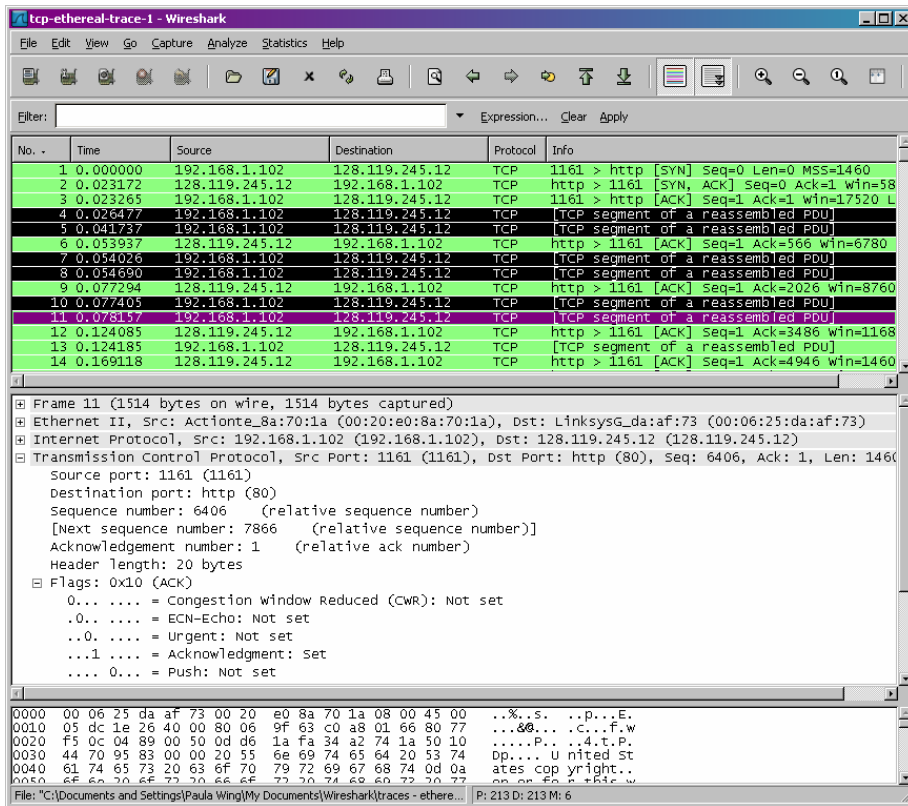 tcp-ethereal-trace-1 - Wireshark
File Edit View Go Capture Analyze Statistics Help
Filter: Expression... Clear Apply
No. - Time Source Destination Protocol Info
1 0.000000 192.168.1.102 128.119.245.12 TCP 1161 > http [SYN] Seq=0 Len=0 MSS=1460
2 0.023172 128.119.245.12 192.168.1.102 TCP http > 1161 [SYN, ACK] Seq=0 Ack=1 Win=58
3 0.023265 192.168.1.102 128.119.245.12 TCP 1161 > http [ACK] Seq=1 Ack=1 Win=17520 L
4 0.026477 192.168.1.102 128.119.245.12 TCP [TCP segment of a reassembled PDU]
5 0.041737 192.168.1.102 128.119.245.12 TCP [TCP segment of a reassembled PDU]
6 0.053937 128.119.245.12 192.168.1.102 TCP http > 1161 [ACK] Seq=1 Ack=566 Win=6780
7 0.054026 192.168.1.102 128.119.245.12 TCP [TCP segment of a reassembled PDU]
8 0.054690 192.168.1.102 128.119.245.12 TCP [TCP segment of a reassembled PDU]
9 0.077294 128.119.245.12 192.168.1.102 TCP http > 1161 [ACK] Seq=1 Ack=2026 Win=8760
10 0.077405 192.168.1.102 128.119.245.12 TCP [TCP segment of a reassembled PDU]
11 0.078157 192.168.1.102 128.119.245.12 TCP [TCP segment of a reassembled PDU]
12 0.124085 128.119.245.12 192.168.1.102 TCP http > 1161 [ACK] Seq=1 Ack=3486 Win=1168
13 0.124185 192.168.1.102 128.119.245.12 TCP [TCP segment of a reassembled PDU]
14 0.169118 128.119.245.12 192.168.1.102 TCP http > 1161 [ACK] Seq=1 Ack=4946 Win=1460
Frame 11 (1514 bytes on wire, 1514 bytes captured)
Ethernet II, Src: Actionte_8a:70:1a (00:20:e0:8a:70:1a), Dst: LinksysG_da:af:73 (00:06:25:da:af:73)
Internet Protocol, Src: 192.168.1.102 (192.168.1.102), Dst: 128.119.245.12 (128.119.245.12)
Transmission Control Protocol, Src Port: 1161 (1161), Dst Port: http (80), Seq: 6406, Ack: 1, Len: 1460
Source port: 1161 (1161)
Destination port: http (80)
Sequence number: 6406 (relative sequence number)
[Next sequence number: 7866 (relative sequence number)]
Acknowledgement number: 1 (relative ack number)
Header length: 20 bytes
Flags: 0x10 (ACK)
0... .... = Congestion Window Reduced (CWR): Not set
.0.. .... = ECN-Echo: Not set
..0. .... = Urgent: Not set
...1 .... = Acknowledgment: Set
.... 0... = Push: Not set
0000 00 06 25 da af 73 00 20 e0 8a 70 1a 08 00 45 00 ..%..s. ..p...E.
0010 05 dc 1e 26 40 00 80 06 9f 63 c0 a8 01 66 80 77 ...&@... .c...f.w
0020 f5 0c 04 89 00 50 0d d6 1a fa 34 a2 74 1a 50 10 .....P.. ..4.t.P.
0030 44 70 95 83 00 00 20 55 6e 69 74 65 64 20 53 74 Dp.... U nited St
0040 61 74 65 73 20 63 6f 70 79 72 69 67 68 74 0d 0a ates cop yright..
0050 6f 6e 20 6f 72 20 66 6f 72 20 74 68 69 73 20 77 on or fo r this w
File: "C:\Documents and Settings\Paula Wing\My Documents\Wireshark\traces - ethere... P: 213 D: 213 M: 6